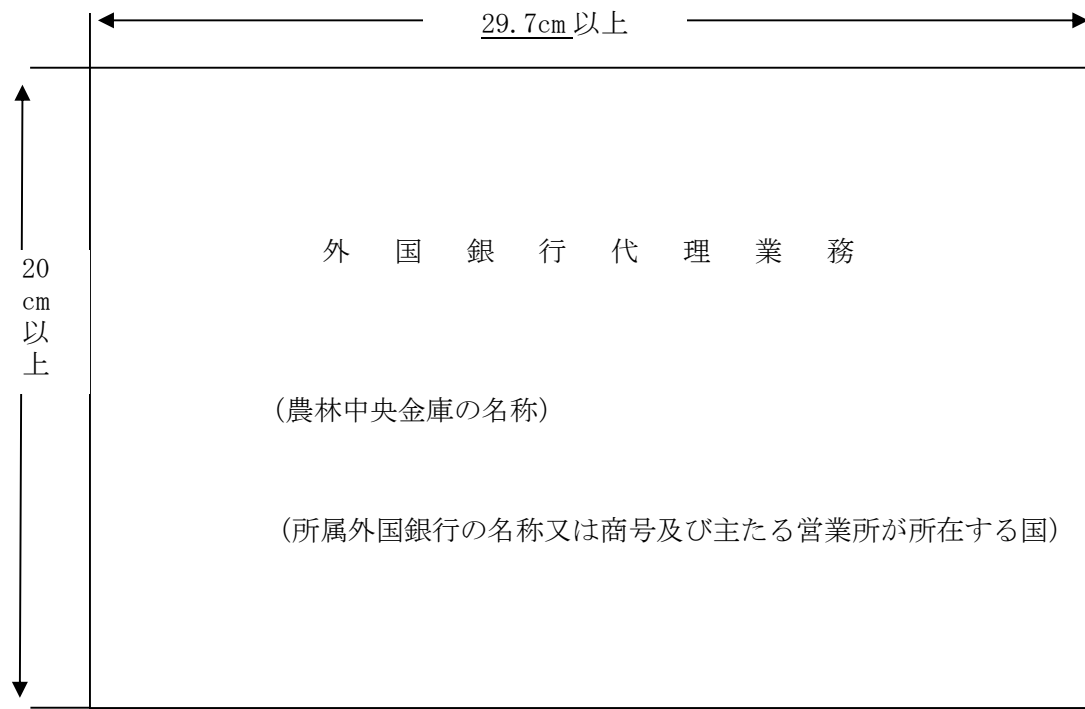 29.7cm以上
外国銀行代理業務
20
cm
以
上
(農林中央金庫の名称)
(所属外国銀行の名称又は商号及び主たる営業所が所在する国)